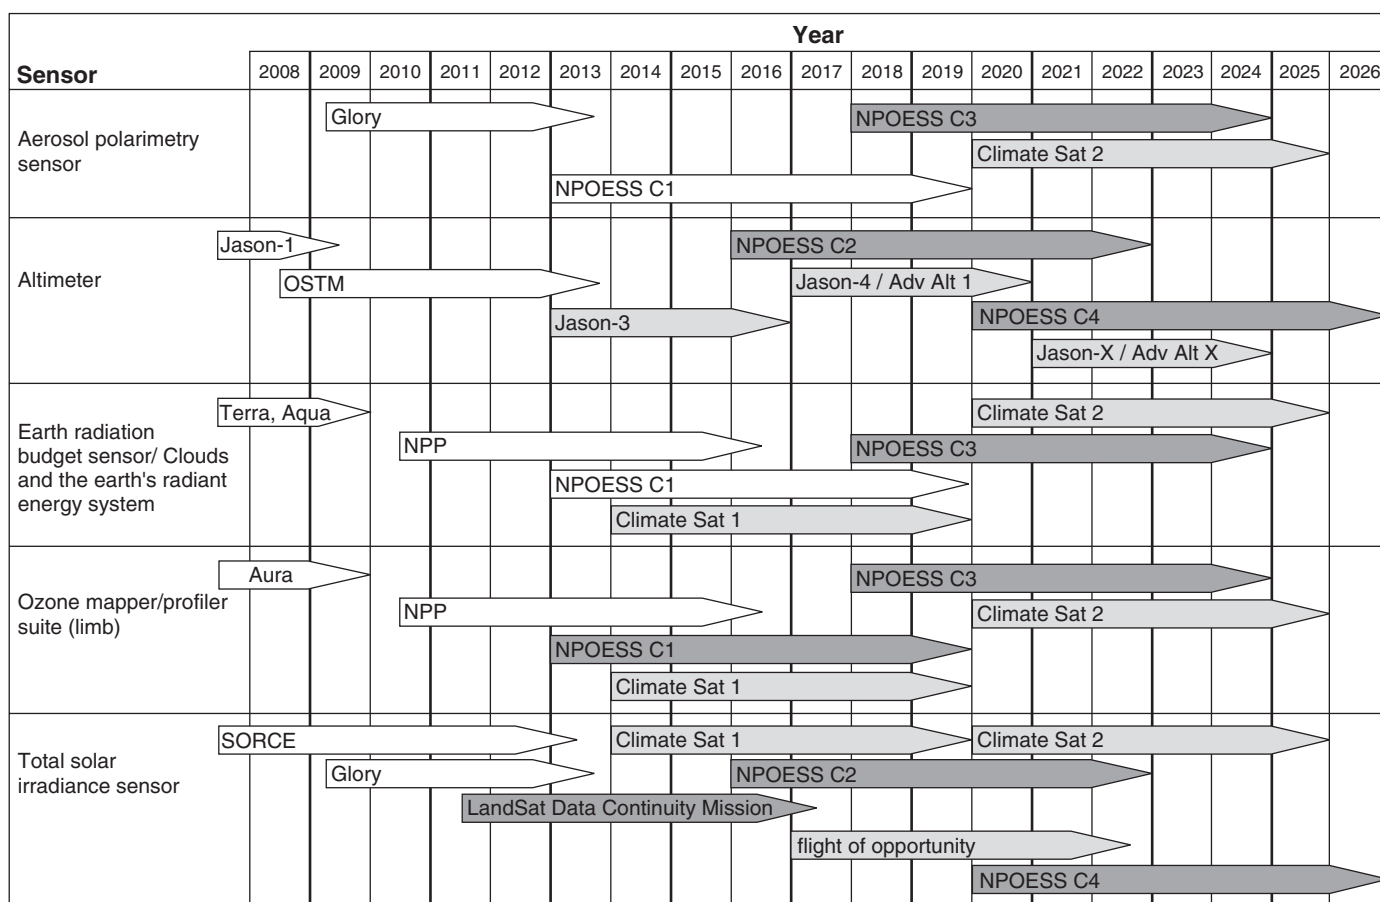 Year
Sensor
2008 2009 2010 2011 2012 2013 2014 2015 2016 2017 2018 2019 2020 2021 2022 2023 2024 2025 2026
Aerosol polarimetry
sensor
Glory
NPOESS C3
Climate Sat 2
NPOESS C1
Altimeter
Jason-1
NPOESS C2
OSTM
Jason-4 / Adv Alt 1
Jason-3
NPOESS C4
Jason-X / Adv Alt X
Earth radiation
budget sensor/ Clouds
and the earth's radiant
energy system
Terra, Aqua
Climate Sat 2
NPP
NPOESS C3
NPOESS C1
Climate Sat 1
Ozone mapper/profiler
suite (limb)
Aura
NPOESS C3
NPP
Climate Sat 2
NPOESS C1
Climate Sat 1
Total solar
irradiance sensor
SORCE
Climate Sat 1
Climate Sat 2
Glory
NPOESS C2
LandSat Data Continuity Mission
flight of opportunity
NPOESS C4